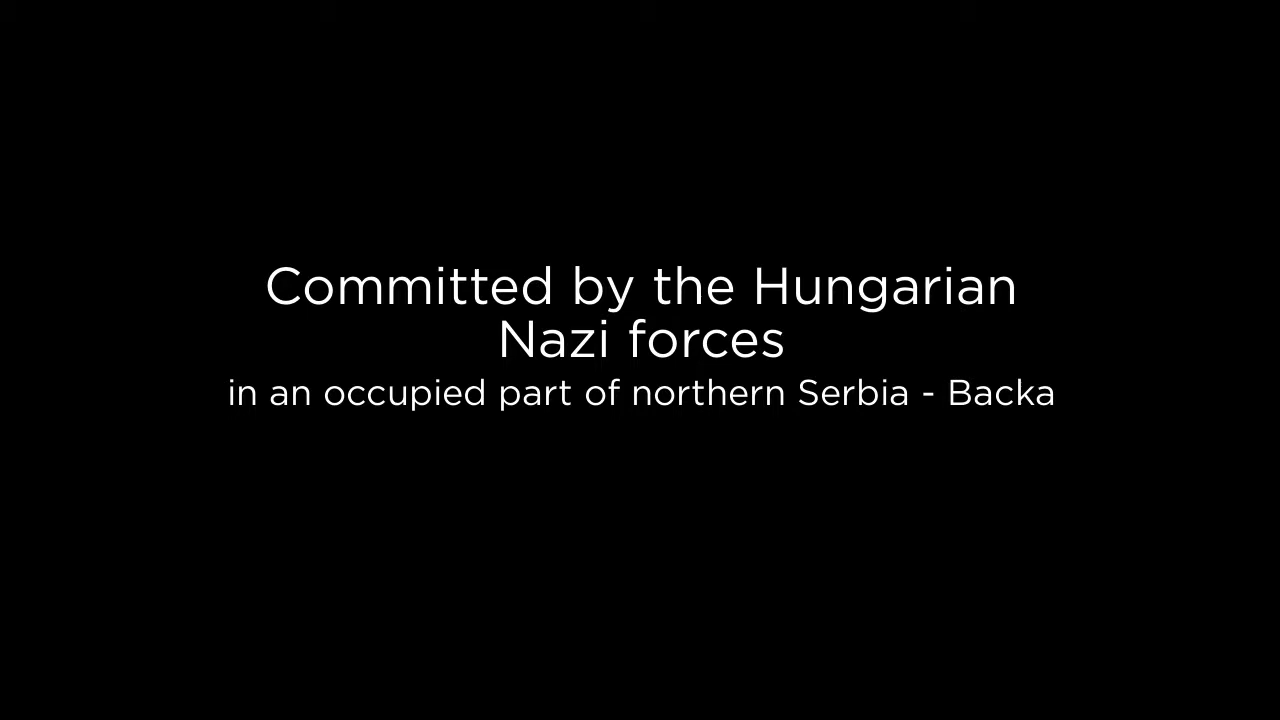 Committed by the Hungarian
Nazi forces
in an occupied part of northern Serbia - Backa